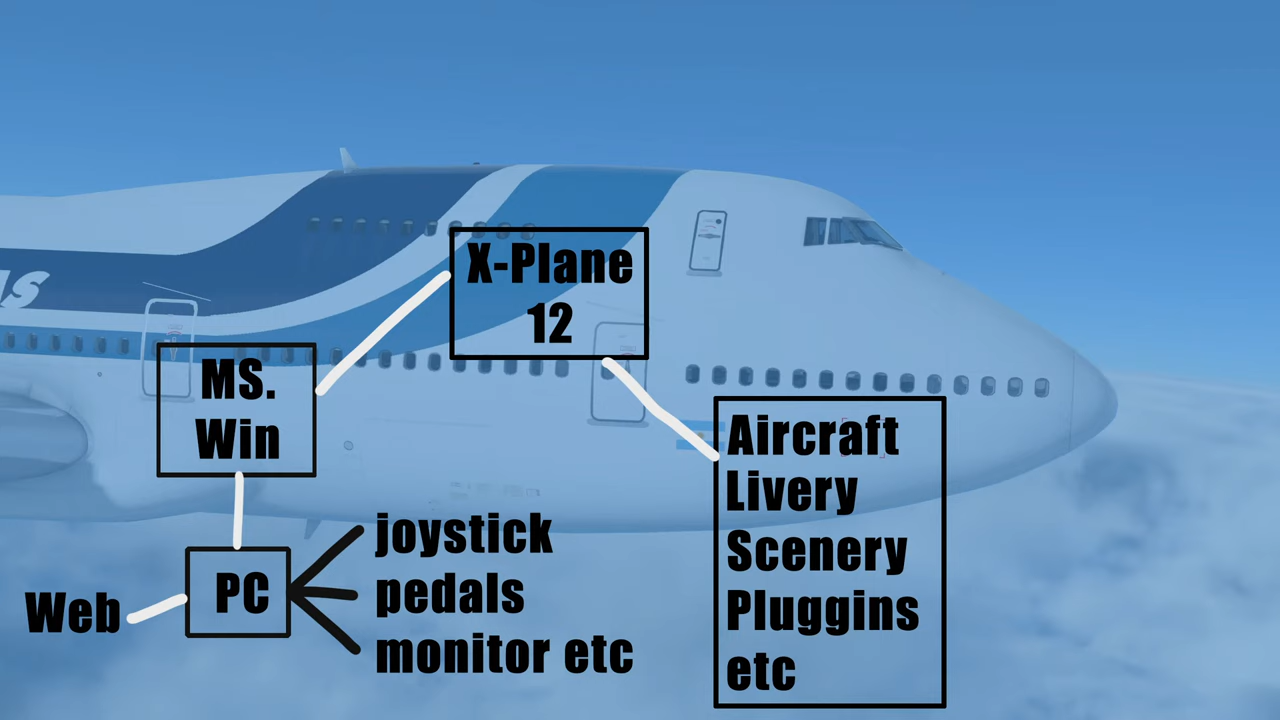 X-Plane
12
MS.
Win
PC
Web
joystick
pedals
monitor etc
Aircraft
Livery
Scenery
Pluggins
etc